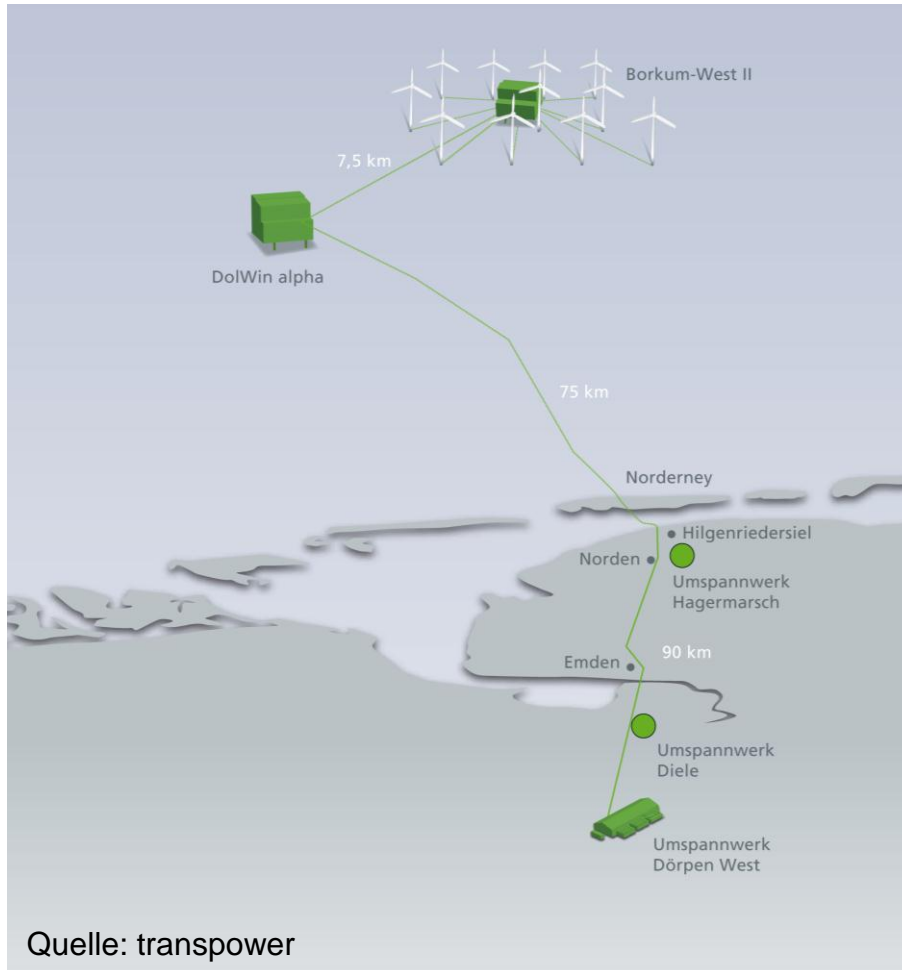 Borkum-West II
7,5 km
DolWin alpha
75 km
Norderney
Hilgenriedersiel
Norden
Umspannwerk
Hagermarsch
Emden
90 km
Umspannwerk
Diele
Umspannwerk
Dörpen West
Quelle: transpower